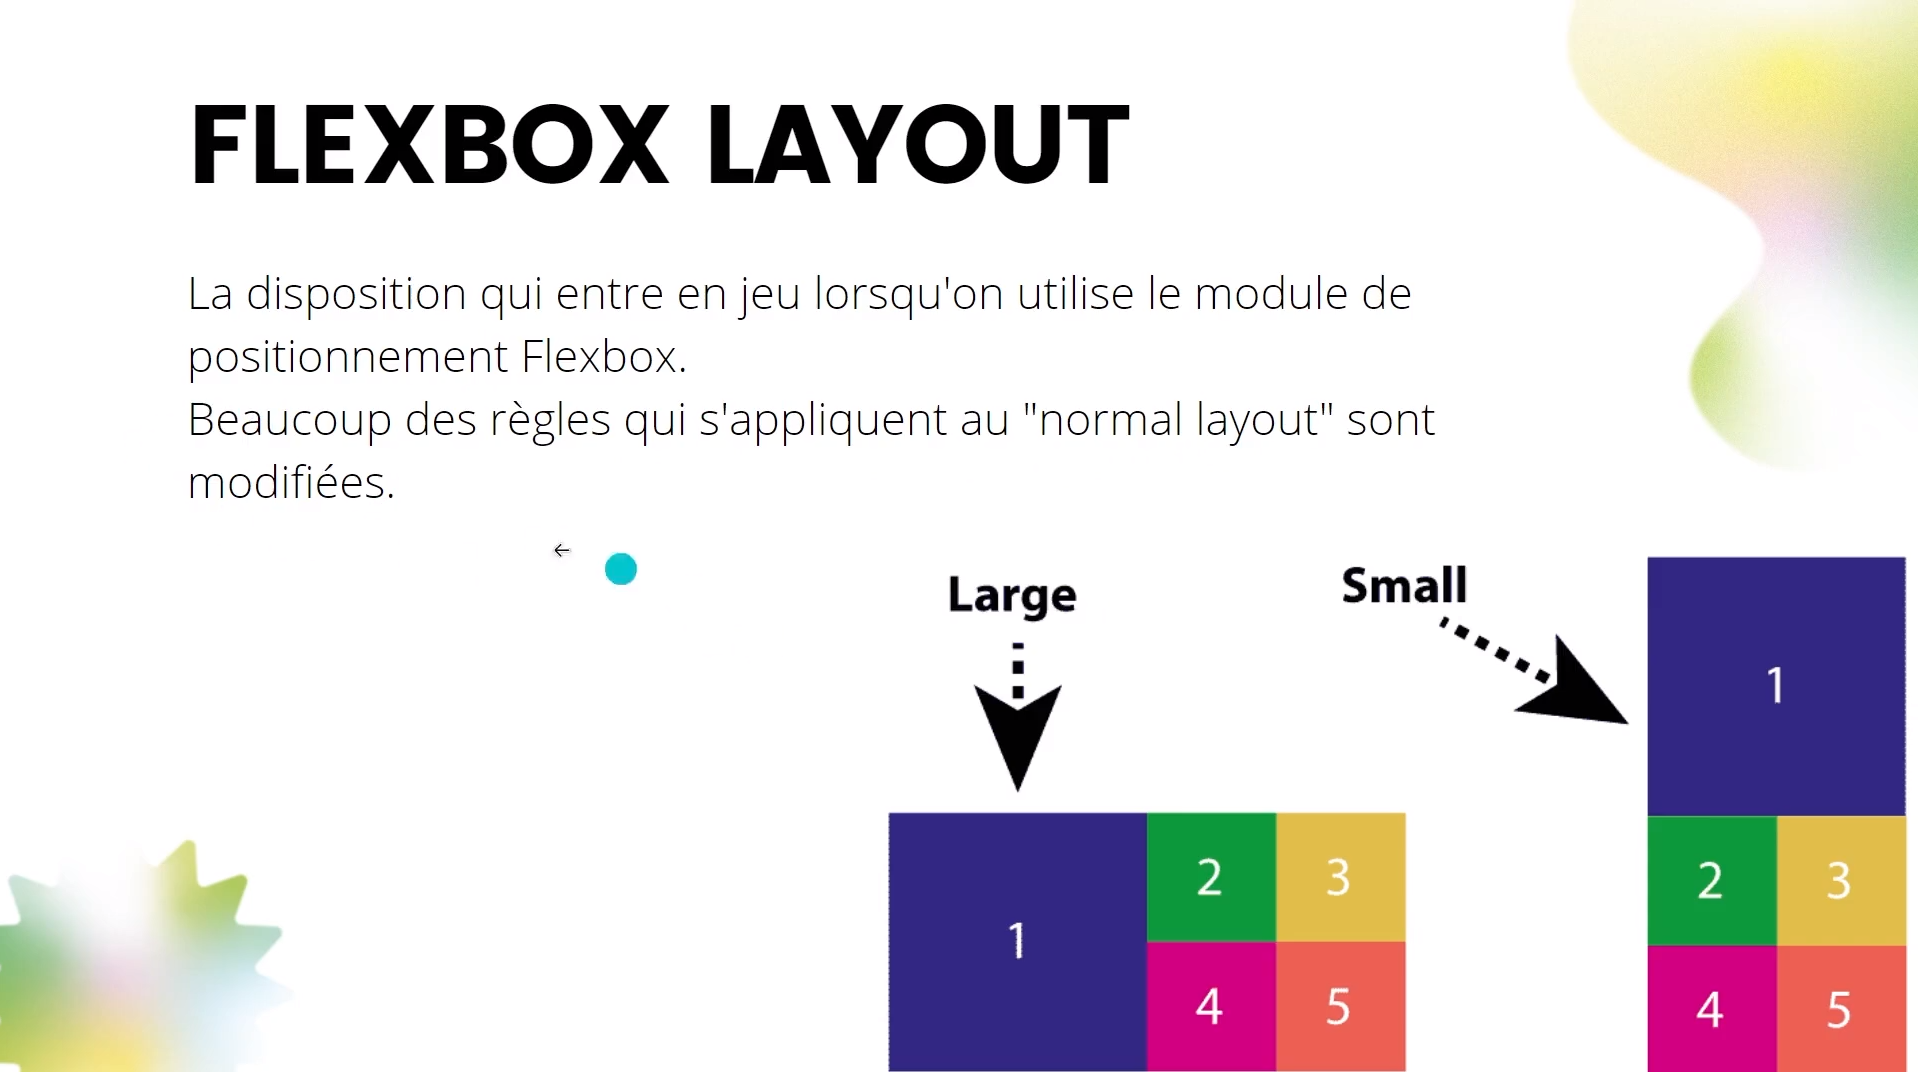 FLEXBOX LAYOUT
La disposition qui entre en jeu lorsqu'on utilise le module de
positionnement Flexbox.
Beaucoup des règles qui s'appliquent au "normal layout" sont
modifiées.
Large
Small
1
2
3
4
5
1
2
3
4
5